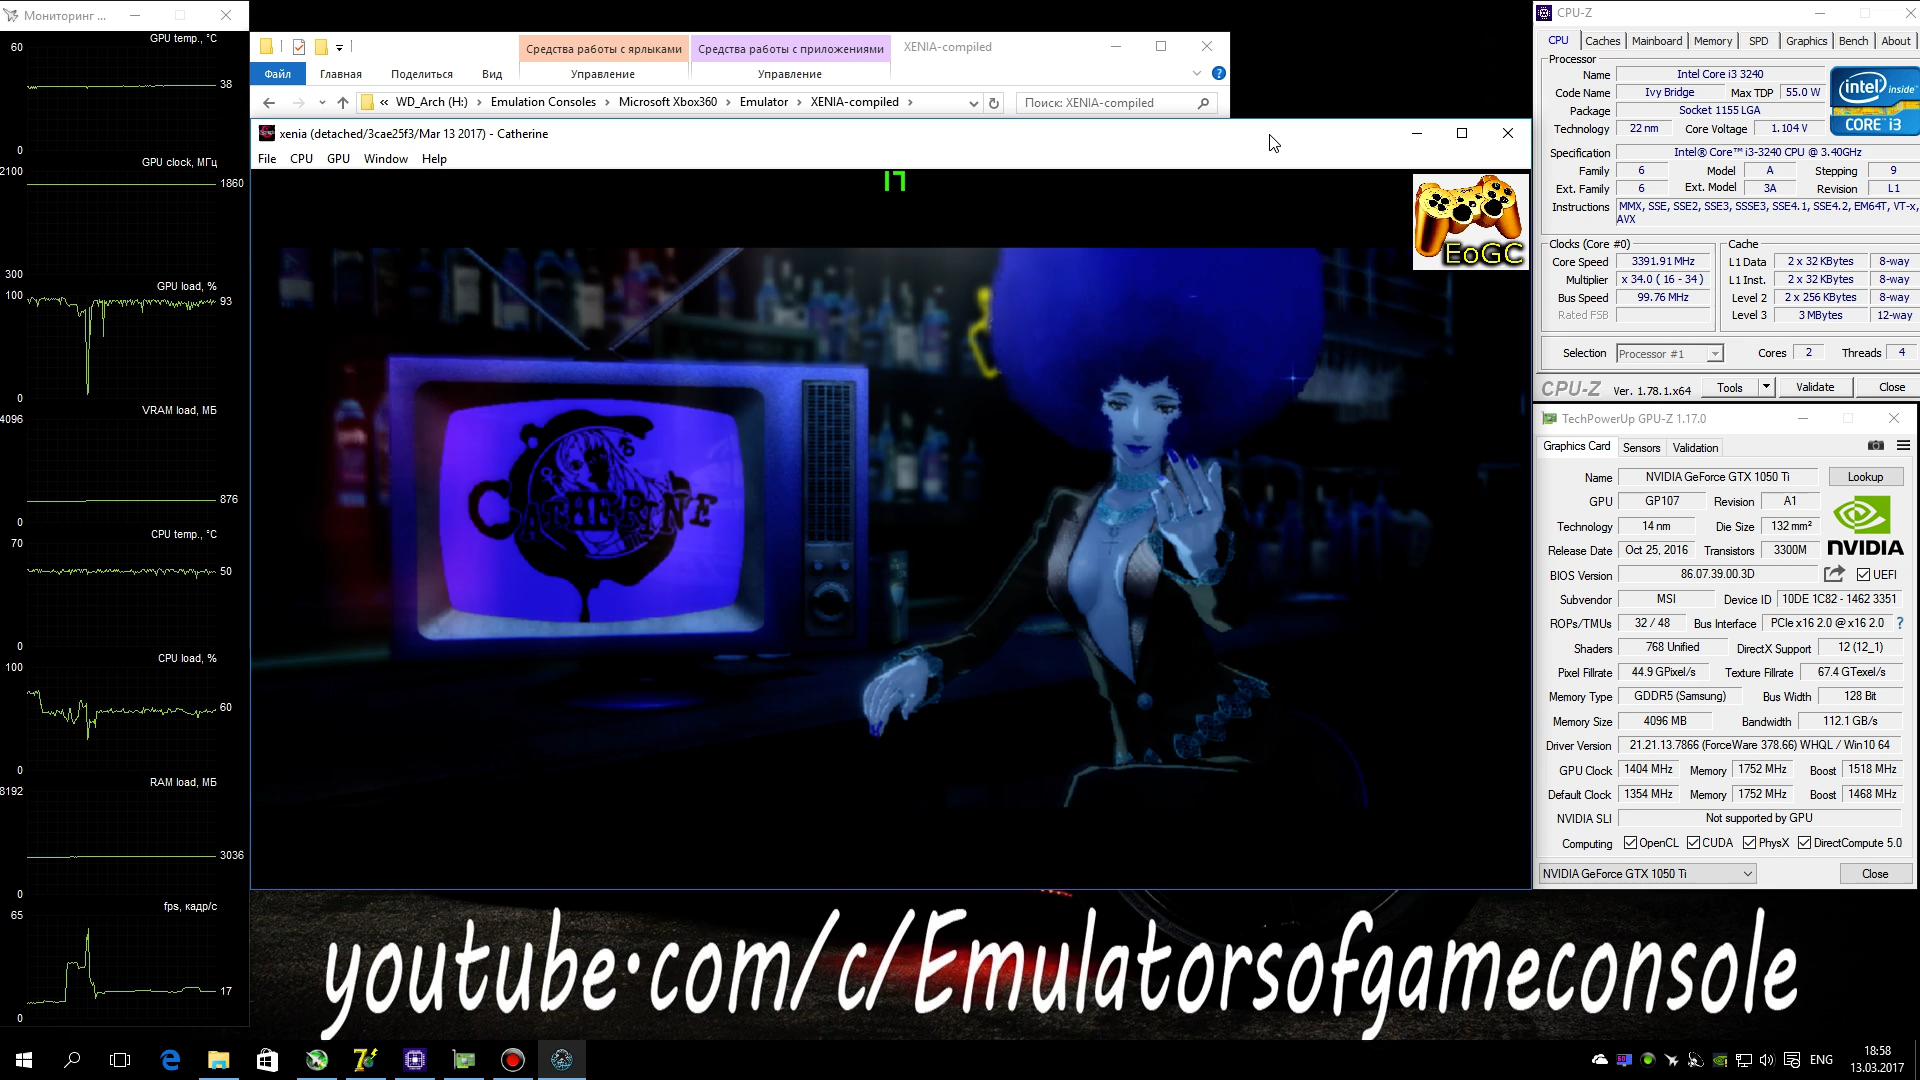 Мониторинг ...
GPU temp., °C
60
38
0
GPU clock, МГц
2100
1860
300
GPU load, %
100
93
0
VRAM load, МБ
4096
876
0
CPU temp., °C
70
50
0
CPU load, %
100
60
0
RAM load, МБ
8192
3036
0
fps, кадр/с
65
17
0
Средства работы с ярлыками
Средства работы с приложениями
XENIA-compiled
Файл
Главная
Поделиться
Вид
Управление
Управление
« WD_Arch (H:) › Emulation Consoles › Microsoft Xbox360 › Emulator › XENIA-compiled ›
Поиск: XENIA-compiled
xenia (detached/3cae25f3/Mar 13 2017) - Catherine
File CPU GPU Window Help
17
EoGC
CATHERINE
CPU-Z
CPU Caches Mainboard Memory SPD Graphics Bench About
Processor
Name Intel Core i3 3240
Code Name Ivy Bridge Max TDP 55.0 W
Package Socket 1155 LGA
Technology 22 nm Core Voltage 1.104 V
intel inside™
CORE i3
Specification Intel® Core™ i3-3240 CPU @ 3.40GHz
Family 6 Model A Stepping 9
Ext. Family 6 Ext. Model 3A Revision L1
Instructions MMX, SSE, SSE2, SSE3, SSSE3, SSE4.1, SSE4.2, EM64T, VT-x,
AVX
Clocks (Core #0)
Core Speed 3391.91 MHz
Multiplier x 34.0 ( 16 - 34 )
Bus Speed 99.76 MHz
Rated FSB
Cache
L1 Data 2 x 32 KBytes 8-way
L1 Inst. 2 x 32 KBytes 8-way
Level 2 2 x 256 KBytes 8-way
Level 3 3 MBytes 12-way
Selection Processor #1 Cores 2 Threads 4
CPU-Z Ver. 1.78.1.x64 Tools Validate Close
TechPowerUp GPU-Z 1.17.0
Graphics Card Sensors Validation
Name NVIDIA GeForce GTX 1050 Ti Lookup
GPU GP107 Revision A1
Technology 14 nm Die Size 132 mm²
Release Date Oct 25, 2016 Transistors 3300M
NVIDIA
BIOS Version 86.07.39.00.3D UEFI
Subvendor MSI Device ID 10DE 1C82 - 1462 3351
ROPs/TMUs 32 / 48 Bus Interface PCIe x16 2.0 @ x16 2.0 ?
Shaders 768 Unified DirectX Support 12 (12_1)
Pixel Fillrate 44.9 GPixel/s Texture Fillrate 67.4 GTexel/s
Memory Type GDDR5 (Samsung) Bus Width 128 Bit
Memory Size 4096 MB Bandwidth 112.1 GB/s
Driver Version 21.21.13.7866 (ForceWare 378.66) WHQL / Win10 64
GPU Clock 1404 MHz Memory 1752 MHz Boost 1518 MHz
Default Clock 1354 MHz Memory 1752 MHz Boost 1468 MHz
NVIDIA SLI Not supported by GPU
Computing OpenCL CUDA PhysX DirectCompute 5.0
NVIDIA GeForce GTX 1050 Ti Close
youtube.com/c/Emulatorsofgameconsole
ENG
18:58
13.03.2017